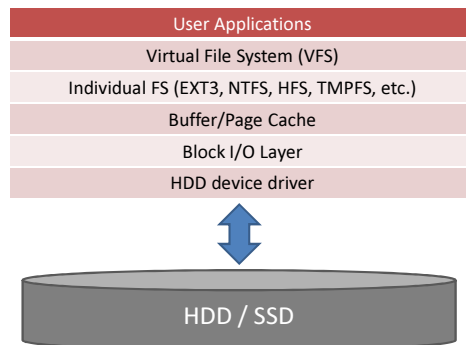 User Applications
Virtual File System (VFS)
Individual FS (EXT3, NTFS, HFS, TMPFS, etc.)
Buffer/Page Cache
Block I/O Layer
HDD device driver
HDD / SSD